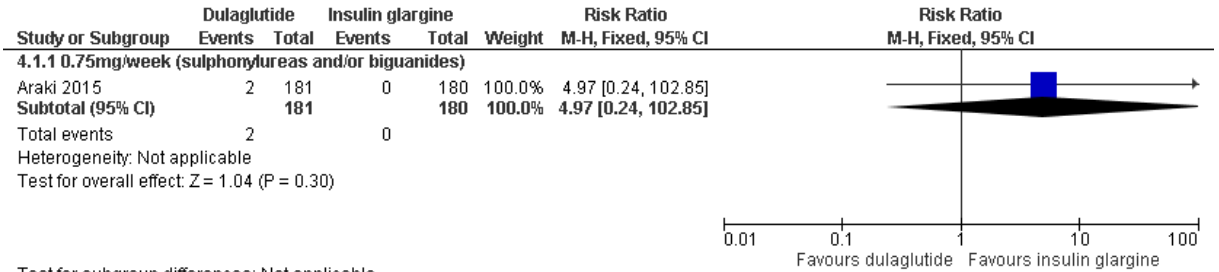 Dulaglutide Insulin glargine Risk Ratio Risk Ratio
Study or Subgroup Events Total Events Total Weight M-H, Fixed, 95% CI M-H, Fixed, 95% CI
4.1.1 0.75mg/week (sulphonylureas and/or biguanides)
Araki 2015 2 181 0 180 100.0% 4.97 [0.24, 102.85]
Subtotal (95% CI) 181 180 100.0% 4.97 [0.24, 102.85]
Total events 2 0
Heterogeneity: Not applicable
Test for overall effect: Z = 1.04 (P = 0.30)
0.01 0.1 1 10 100
Favours dulaglutide Favours insulin glargine
Test for subgroup differences: Not applicable